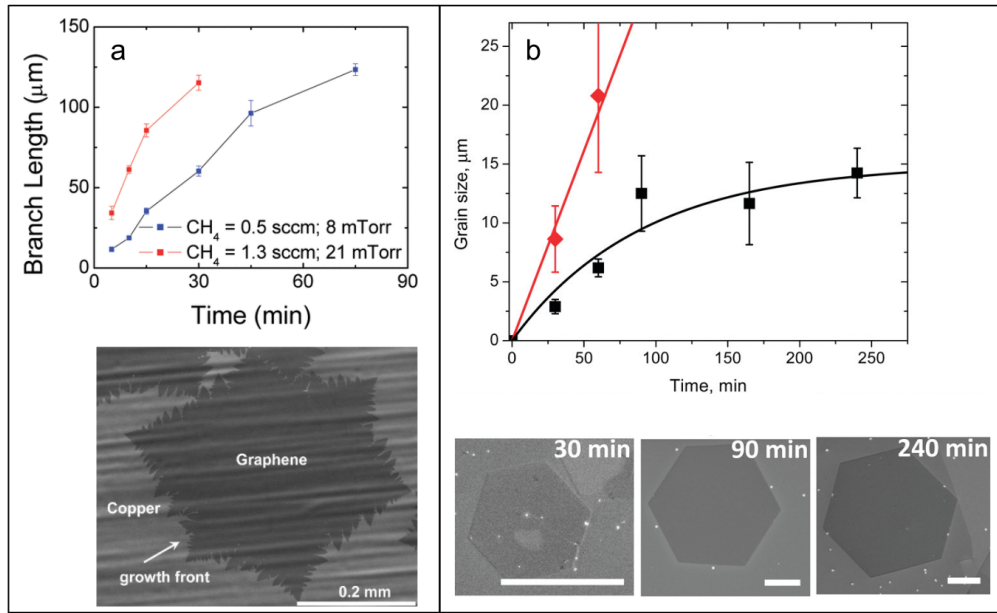 a
150
100
50
0
Branch Length (μm)
CH4 = 0.5 sccm; 8 mTorr
CH4 = 1.3 sccm; 21 mTorr
0 30 60 90
Time (min)
Graphene
Copper
growth front
0.2 mm
b
25
20
15
10
5
0
Grain size, μm
0 50 100 150 200 250
Time, min
30 min
90 min
240 min